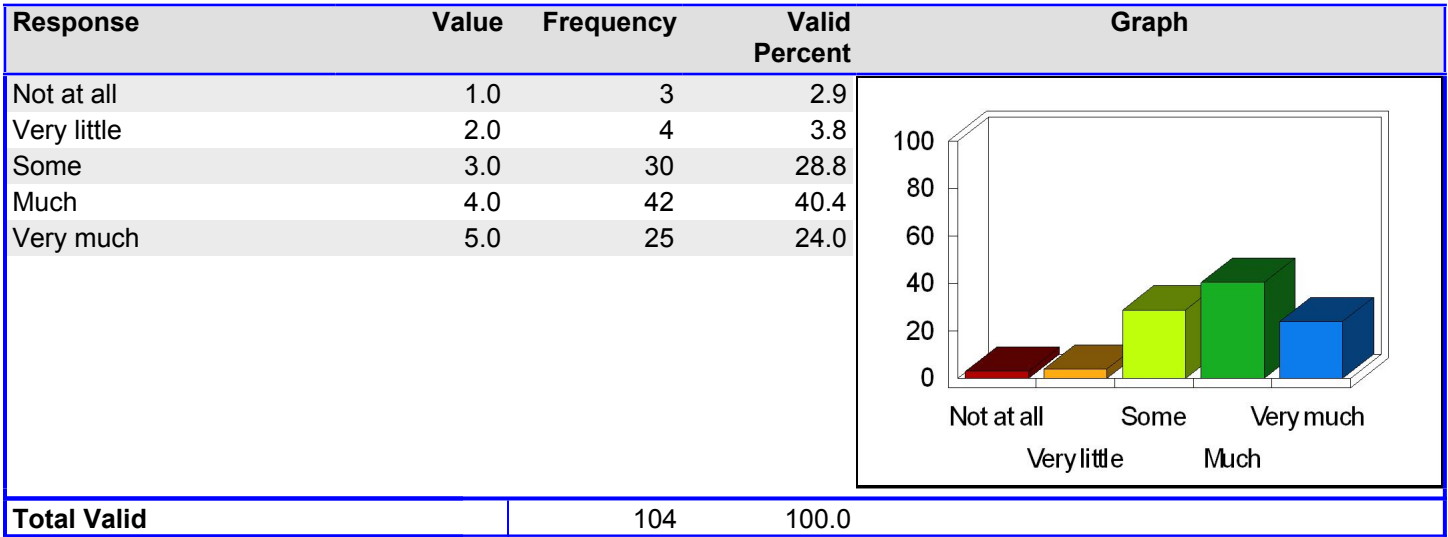 Response Value Frequency Valid Percent Graph
Not at all 1.0 3 2.9
Very little 2.0 4 3.8
Some 3.0 30 28.8
Much 4.0 42 40.4
Very much 5.0 25 24.0
100
80
60
40
20
0
Not at all Some Very much
Very little Much
Total Valid 104 100.0